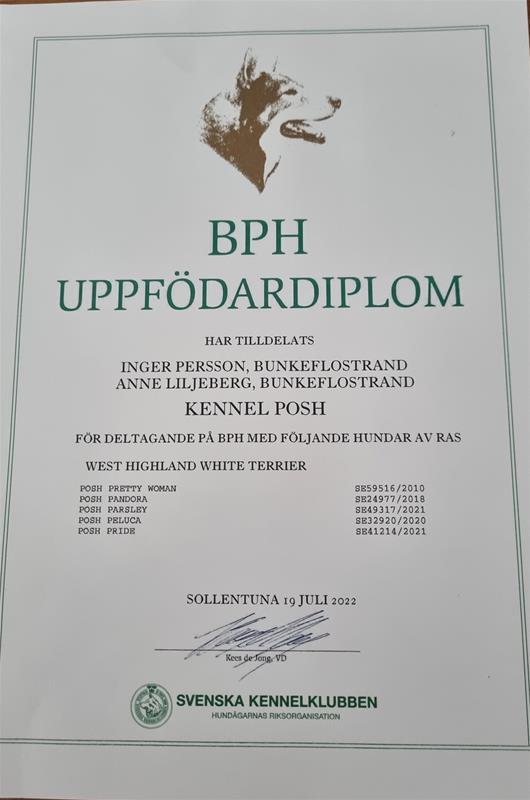 BPH
UPPFÖDARDIPLOM
HAR TILLDELATS
INGER PERSSON, BUNKEFLOSTRAND
ANNE LILJEBERG, BUNKEFLOSTRAND
KENNEL POSH
FÖR DELTAGANDE PÅ BPH MED FÖLJANDE HUNDAR AV RAS
WEST HIGHLAND WHITE TERRIER
POSH PRETTY WOMAN SE59516/2010
POSH PANDORA SE24977/2018
POSH PARSLEY SE49317/2021
POSH PELUCA SE32920/2020
POSH PRIDE SE41214/2021
SOLLENTUNA 19 JULI 2022
Kees de Jong, VD
SVENSKA KENNELKLUBBEN
HUNDÄGARNAS RIKSORGANISATION